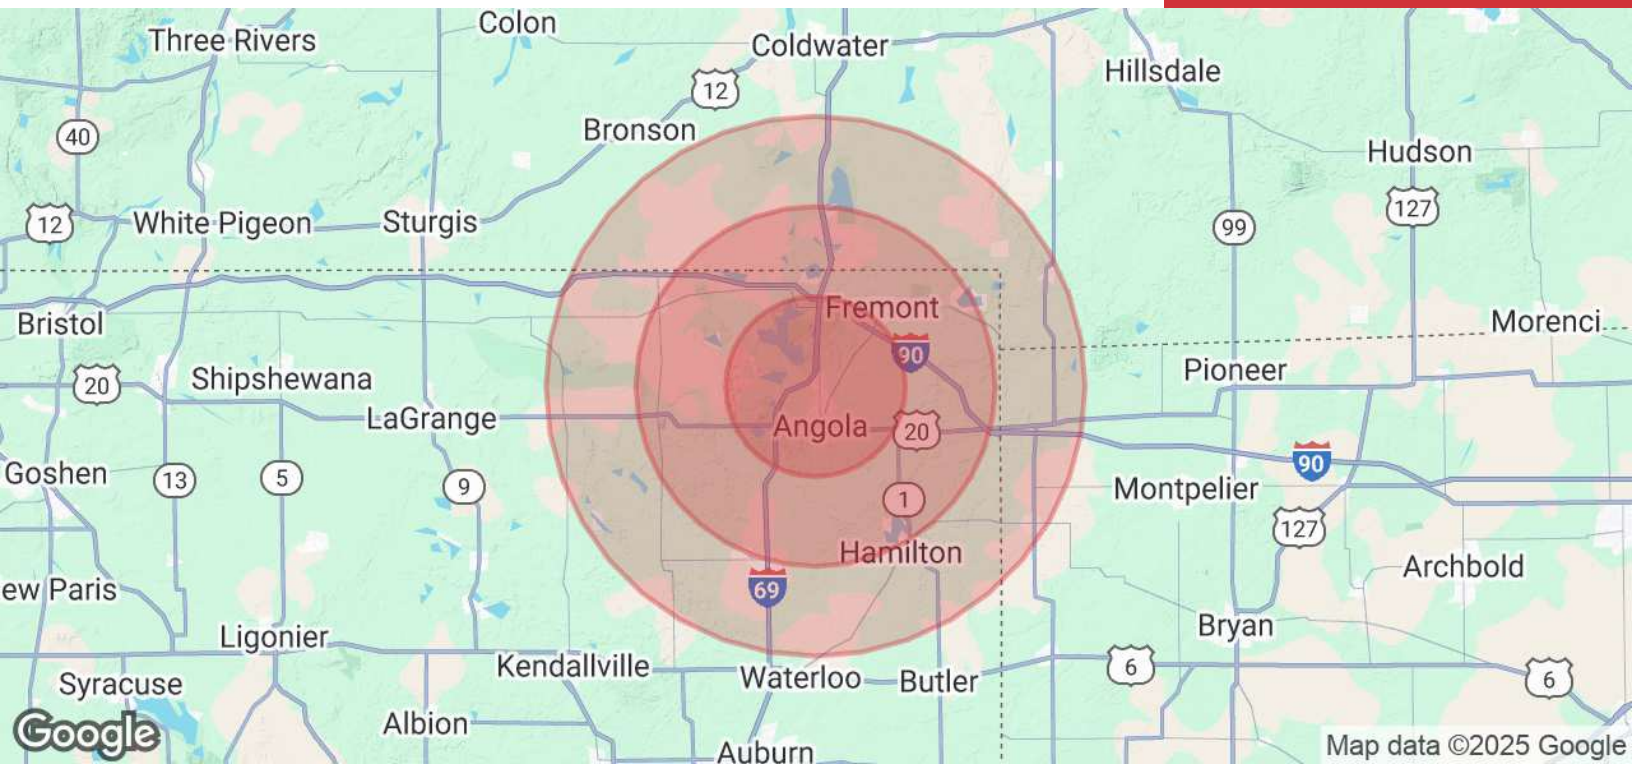 Colon
Three Rivers
Coldwater
Hillsdale
12
Bronson
40
Hudson
12
White Pigeon
Sturgis
127
99
Fremont
Bristol
Morenci
90
20
Shipshewana
Pioneer
LaGrange
Angola
20
90
Goshen
13
5
9
Montpelier
1
127
Hamilton
Archbold
ew Paris
69
Bryan
Ligonier
Kendallville
6
Waterloo
Butler
6
Syracuse
Albion
Google
Auburn
Map data ©2025 Google